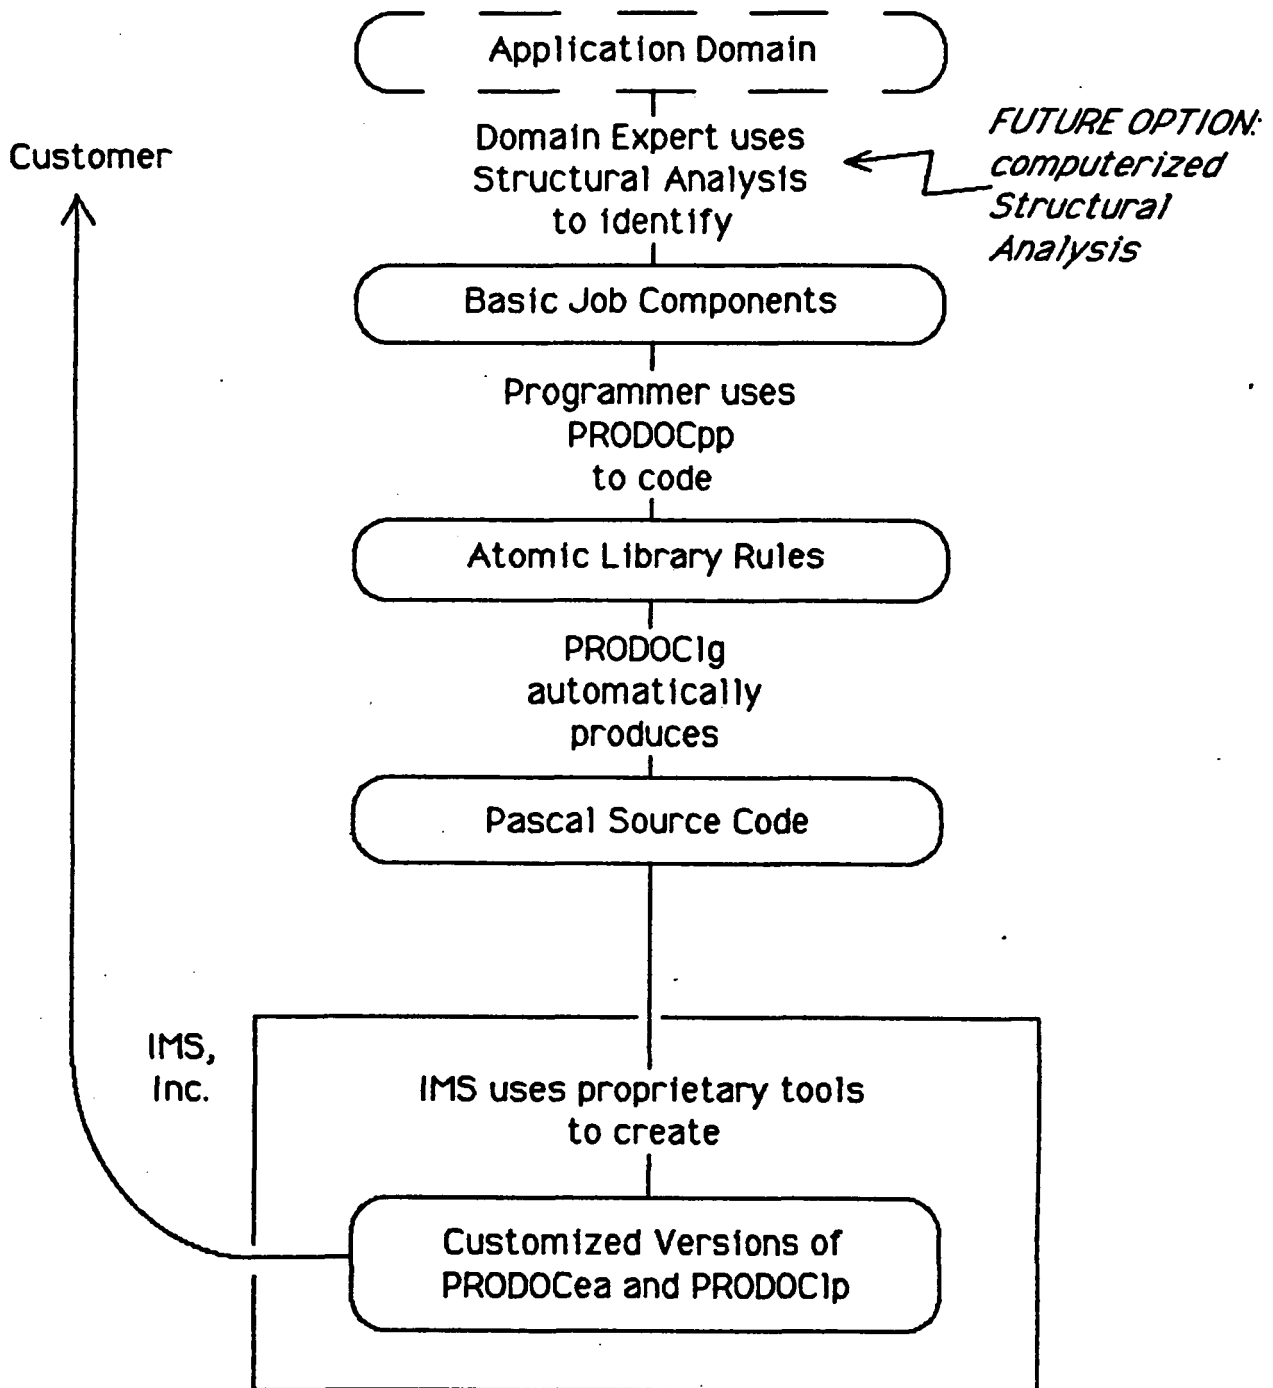 Application Domain
Customer
Domain Expert uses
Structural Analysis
to identify
FUTURE OPTION:
computerized
Structural
Analysis
Basic Job Components
Programmer uses
PRODOCpp
to code
Atomic Library Rules
PRODOClg
automatically
produces
Pascal Source Code
IMS,
Inc.
IMS uses proprietary tools
to create
Customized Versions of
PRODOCea and PRODOClp